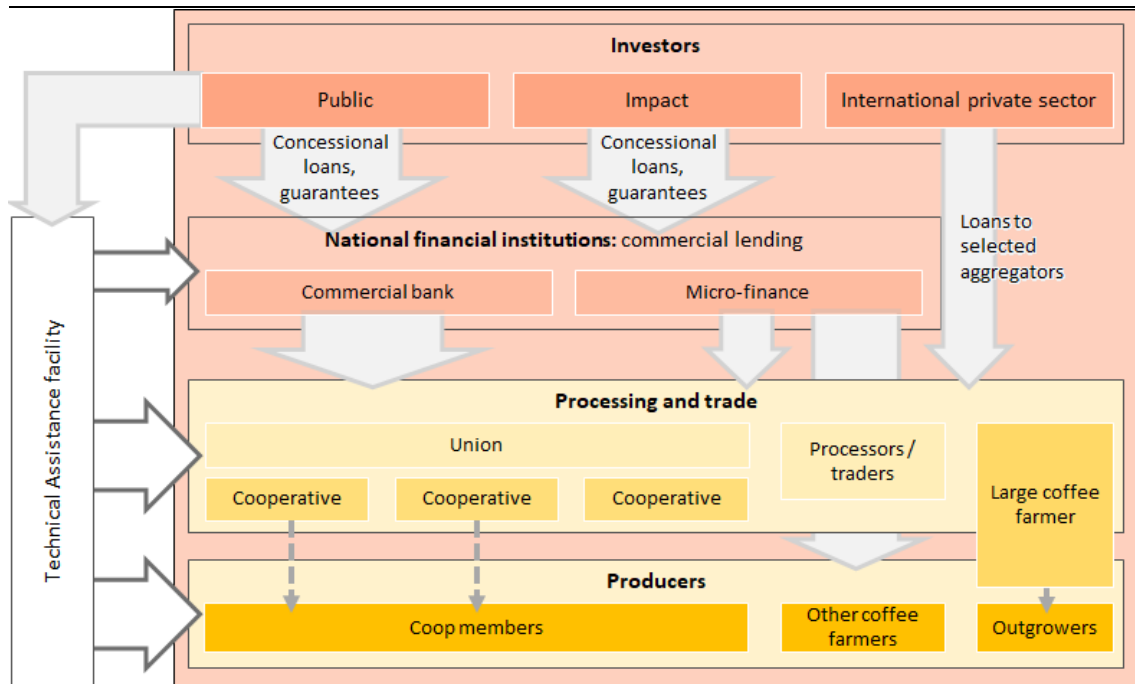 Investors
Public
Impact
International private sector
Concessional
loans,
guarantees
Concessional
loans,
guarantees
Loans to
selected
aggregators
National financial institutions: commercial lending
Commercial bank
Micro-finance
Technical Assistance facility
Processing and trade
Union
Processors /
traders
Large coffee
farmer
Cooperative
Cooperative
Cooperative
Producers
Coop members
Other coffee
farmers
Outgrowers